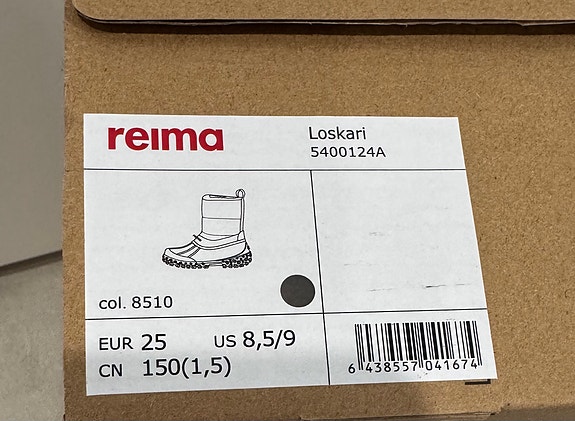 reima
Loskari
5400124A
col. 8510
EUR 25 US 8,5/9
CN 150(1,5)
6 438557 041674